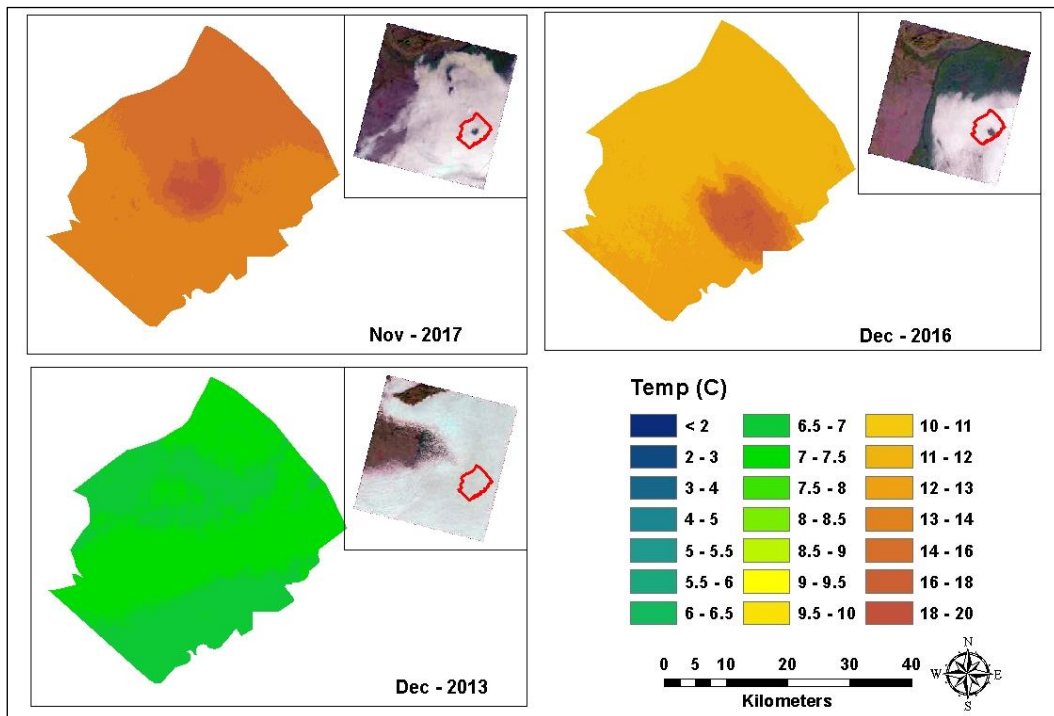 Nov - 2017
Dec - 2016
Dec - 2013
Temp (C)
< 2
2 - 3
3 - 4
4 - 5
5 - 5.5
5.5 - 6
6 - 6.5
6.5 - 7
7 - 7.5
7.5 - 8
8 - 8.5
8.5 - 9
9 - 9.5
9.5 - 10
10 - 11
11 - 12
12 - 13
13 - 14
14 - 16
16 - 18
18 - 20
0 5 10 20 30 40
Kilometers
N
W E
S